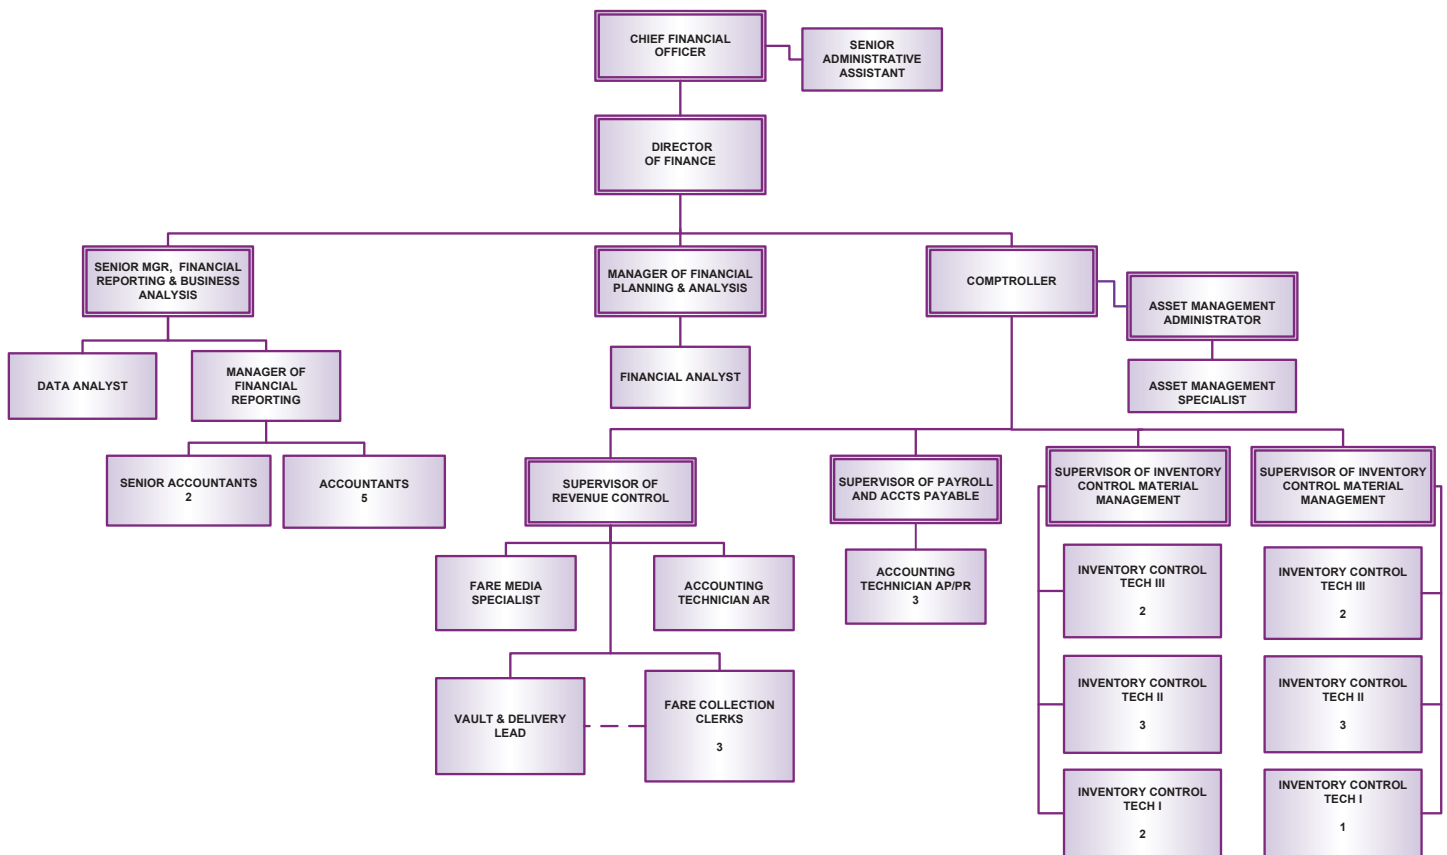 CHIEF FINANCIAL
OFFICER
SENIOR
ADMINISTRATIVE
ASSISTANT
DIRECTOR
OF FINANCE
SENIOR MGR, FINANCIAL
REPORTING & BUSINESS
ANALYSIS
MANAGER OF FINANCIAL
PLANNING & ANALYSIS
COMPTROLLER
ASSET MANAGEMENT
ADMINISTRATOR
DATA ANALYST
MANAGER OF
FINANCIAL
REPORTING
FINANCIAL ANALYST
ASSET MANAGEMENT
SPECIALIST
SENIOR ACCOUNTANTS
2
ACCOUNTANTS
5
SUPERVISOR OF
REVENUE CONTROL
SUPERVISOR OF PAYROLL
AND ACCTS PAYABLE
SUPERVISOR OF INVENTORY
CONTROL MATERIAL
MANAGEMENT
SUPERVISOR OF INVENTORY
CONTROL MATERIAL
MANAGEMENT
FARE MEDIA
SPECIALIST
ACCOUNTING
TECHNICIAN AR
ACCOUNTING
TECHNICIAN AP/PR
3
INVENTORY CONTROL
TECH III
2
INVENTORY CONTROL
TECH III
2
VAULT & DELIVERY
LEAD
FARE COLLECTION
CLERKS
3
INVENTORY CONTROL
TECH II
3
INVENTORY CONTROL
TECH II
3
INVENTORY CONTROL
TECH I
2
INVENTORY CONTROL
TECH I
1